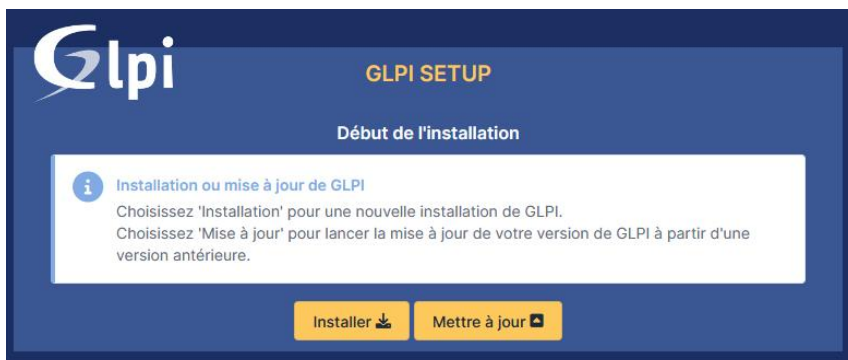 Glpi
GLPI SETUP
Début de l'installation
Installation ou mise à jour de GLPI
Choisissez 'Installation' pour une nouvelle installation de GLPI.
Choisissez 'Mise à jour' pour lancer la mise à jour de votre version de GLPI à partir d'une
version antérieure.
Installer
Mettre à jour